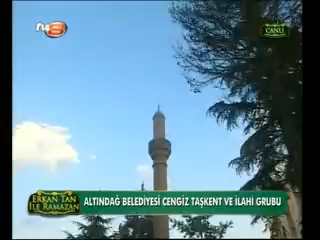 tv8
CANLI
ERKAN TAN
İLE RAMAZAN
ALTINDAĞ BELEDİYESİ CENGİZ TAŞKENT VE İLAHİ GRUBU